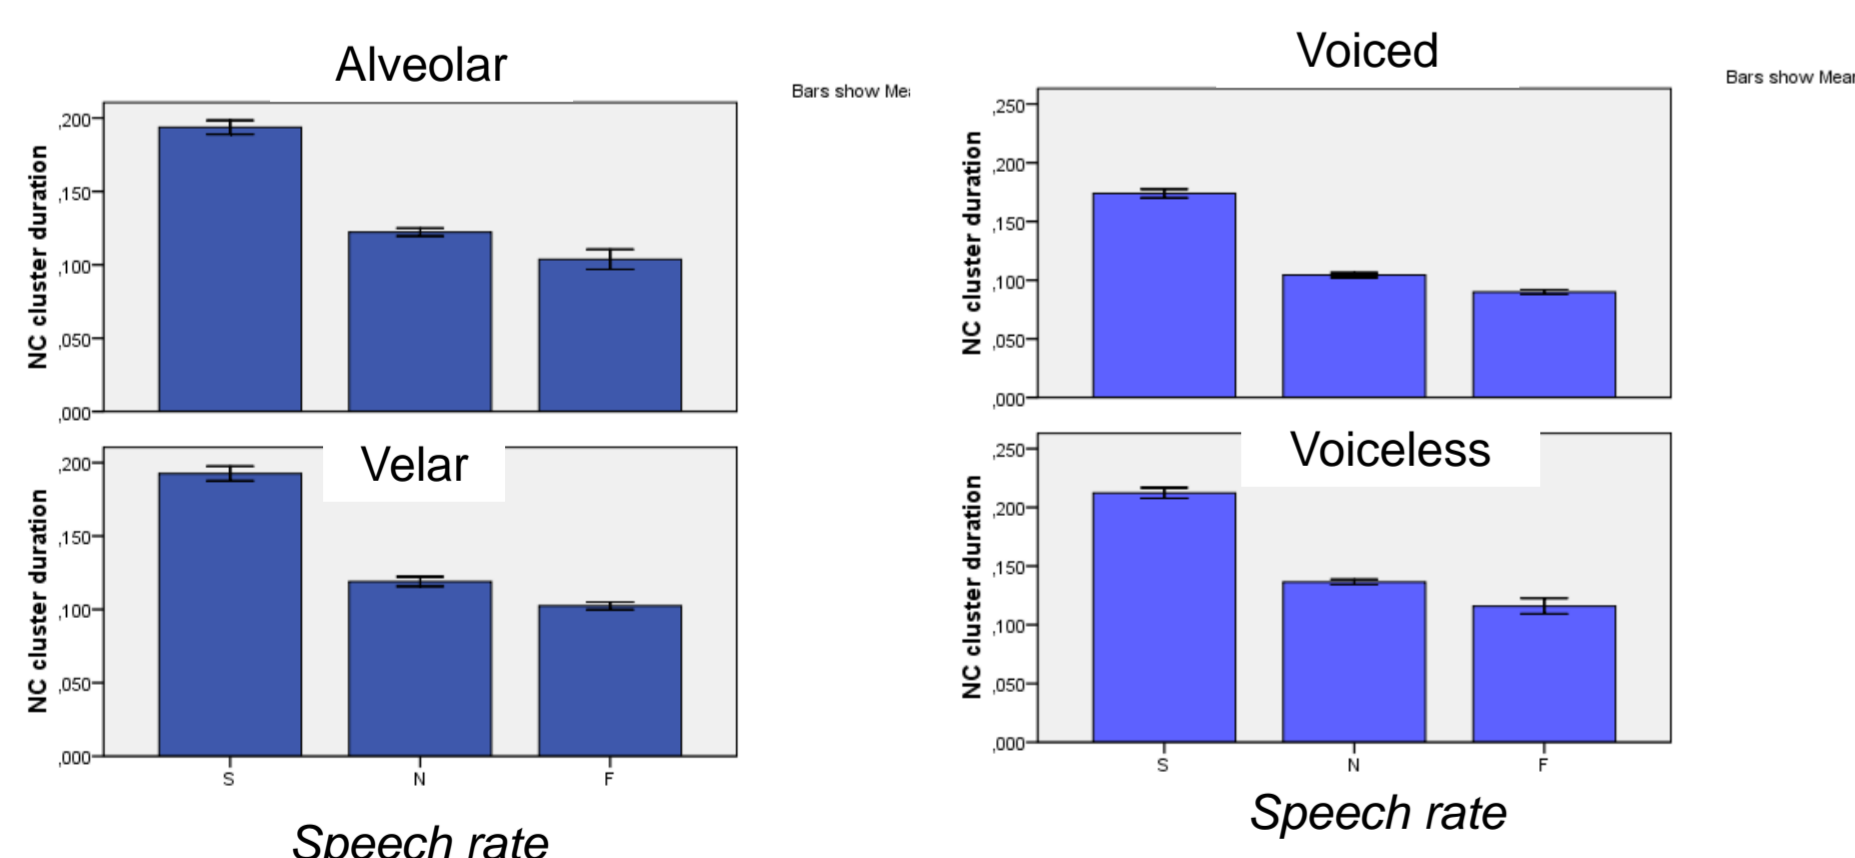 Alveolar
Bars show Mea
NC cluster duration
,200
,150
,100
,050
,000
Velar
NC cluster duration
,200
,150
,100
,050
,000
S N F
Speech rate
Voiced
Bars show Mean
NC cluster duration
,250
,200
,150
,100
,050
,000
Voiceless
NC cluster duration
,250
,200
,150
,100
,050
,000
S N F
Speech rate